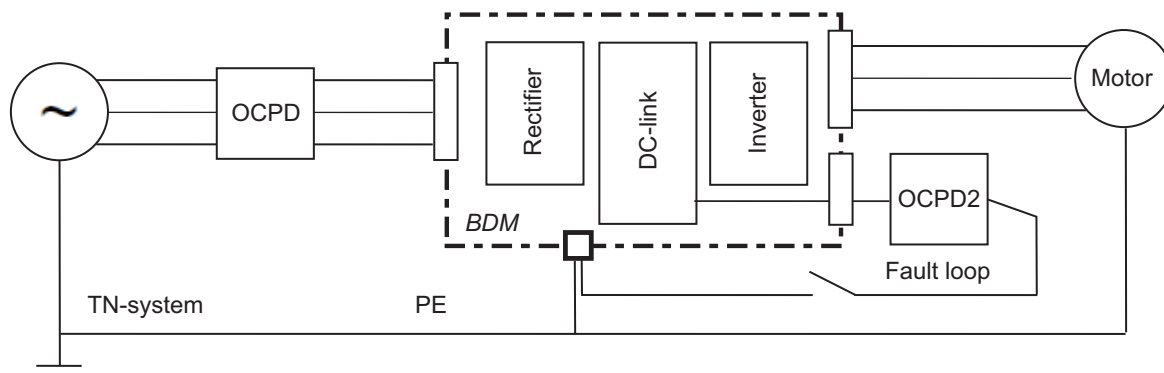 ~
OCPD
Rectifier
DC-link
Inverter
Motor
BDM
OCPD2
Fault loop
TN-system
PE